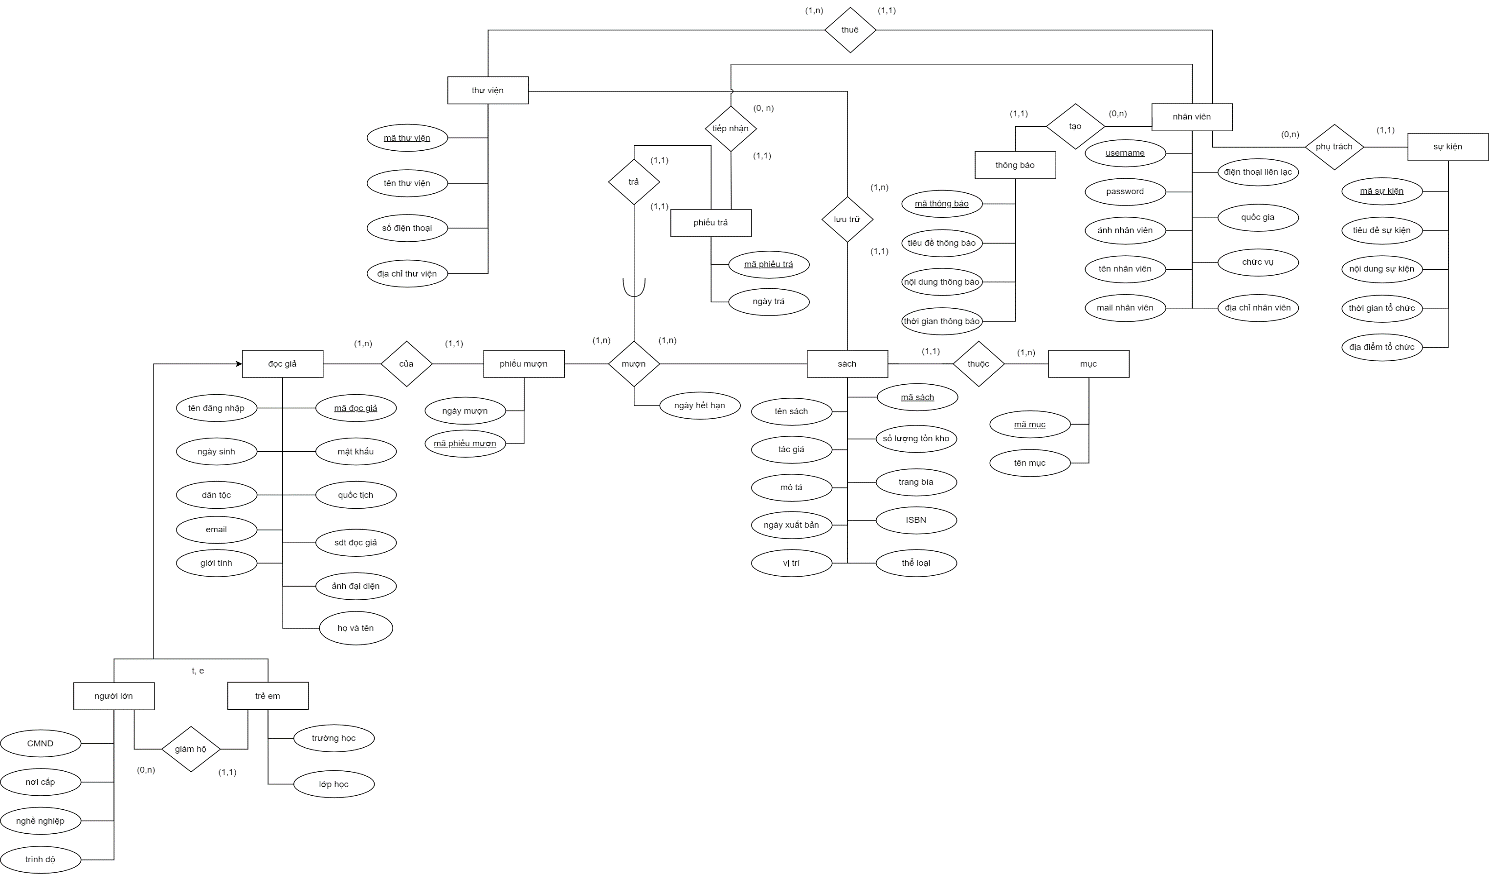 (1,n)
(1,1)
thuê
thư viện
mã thư viện
tên thư viện
số điện thoại
địa chỉ thư viện
(0, n)
tiếp nhận
(1,1)
(1,1)
trả
(1,1)
phiếu trả
mã phiếu trả
ngày trả
(1,n)
lưu trữ
(1,1)
(1,1)
tạo
(0,n)
thông báo
mã thông báo
tiêu đề thông báo
nội dung thông báo
thời gian thông báo
nhân viên
username
password
ảnh nhân viên
tên nhân viên
mail nhân viên
điện thoại liên lạc
quốc gia
chức vụ
địa chỉ nhân viên
(0,n)
phụ trách
(1,1)
sự kiện
mã sự kiện
tiêu đề sự kiện
nội dung sự kiện
thời gian tổ chức
địa điểm tổ chức
đọc giả
(1,n)
của
(1,1)
phiếu mượn
(1,n)
mượn
(1,n)
sách
(1,1)
thuộc
(1,n)
mục
tên đăng nhập
mã đọc giả
ngày sinh
mật khẩu
dân tộc
quốc tịch
email
sdt đọc giả
giới tính
ảnh đại diện
họ và tên
ngày mượn
mã phiếu mượn
ngày hết hạn
mã sách
tên sách
số lượng tồn kho
tác giả
trang bìa
mô tả
ISBN
ngày xuất bản
vị trí
thể loại
mã mục
tên mục
t, e
người lớn
trẻ em
giám hộ
(0,n)
(1,1)
CMND
nơi cấp
nghề nghiệp
trình độ
trường học
lớp học